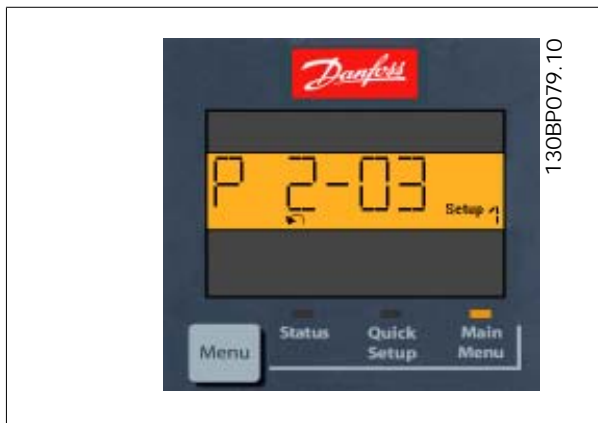 Danfoss
130BP079.10
P 2-03
Setup 1
Status
Quick Setup
Main Menu
Menu